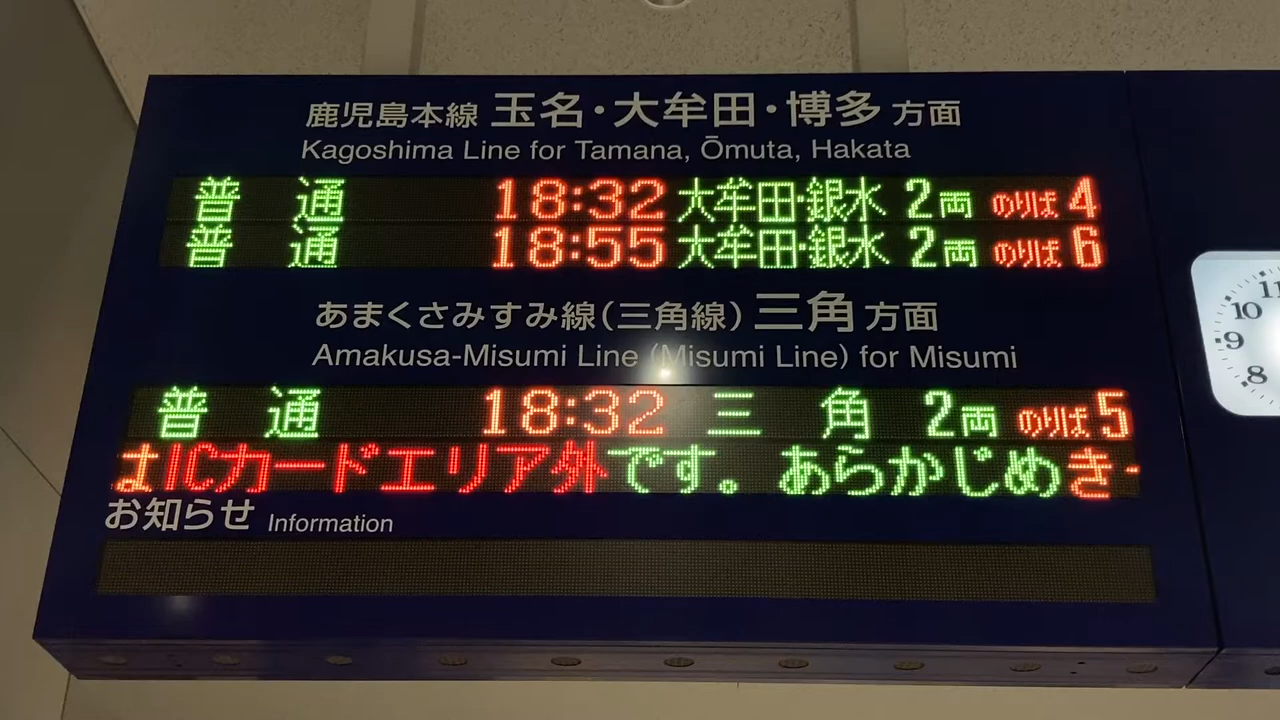 鹿児島本線 玉名・大牟田・博多 方面
Kagoshima Line for Tamana, Ōmuta, Hakata
普通 18:32 大牟田・銀水 2両 のりば4
普通 18:55 大牟田・銀水 2両 のりば6
あまくさみすみ線(三角線) 三角 方面
Amakusa-Misumi Line (Misumi Line) for Misumi
普通 18:32 三角 2両 のりば5
はICカードエリア外です。あらかじめき
お知らせ Information
11
10
9
8